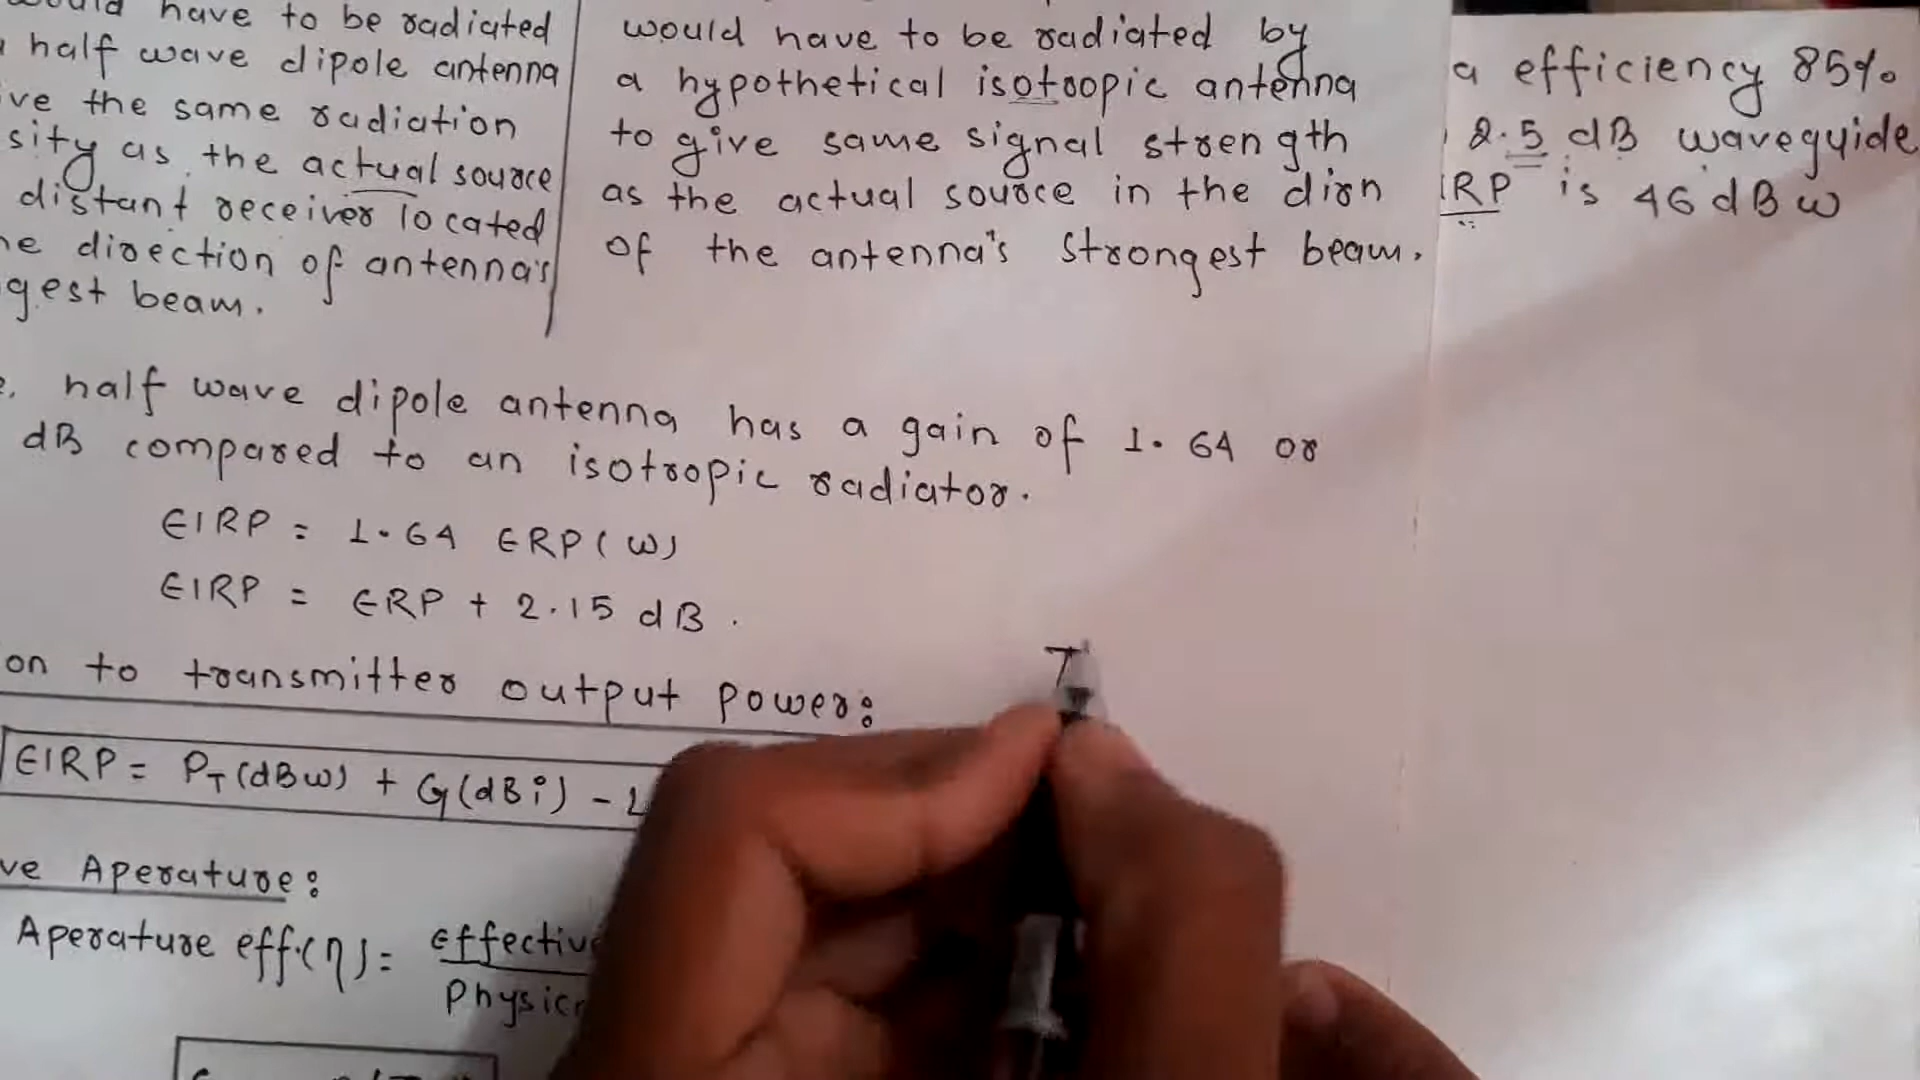 have to be radiated
half wave dipole antenna
ve the same radiation
sity as the actual source
distant receiver located
he direction of antenna's
gest beam.
would have to be radiated by
a hypothetical isotropic antenna
to give same signal strength
as the actual source in the dirn
of the antenna's strongest beam.
a efficiency 85%
2.5 dB waveguide
IRP is 46 dBw
half wave dipole antenna has a gain of 1.64 or
dB compared to an isotropic radiator.
EIRP = 1.64 ERP(W)
EIRP = ERP + 2.15 dB.
on to transmitter output power:
EIRP = PT(dBw) + G(dBi) - L
ve Aperature:
Aperature eff.(η) = Effective
Physic
T